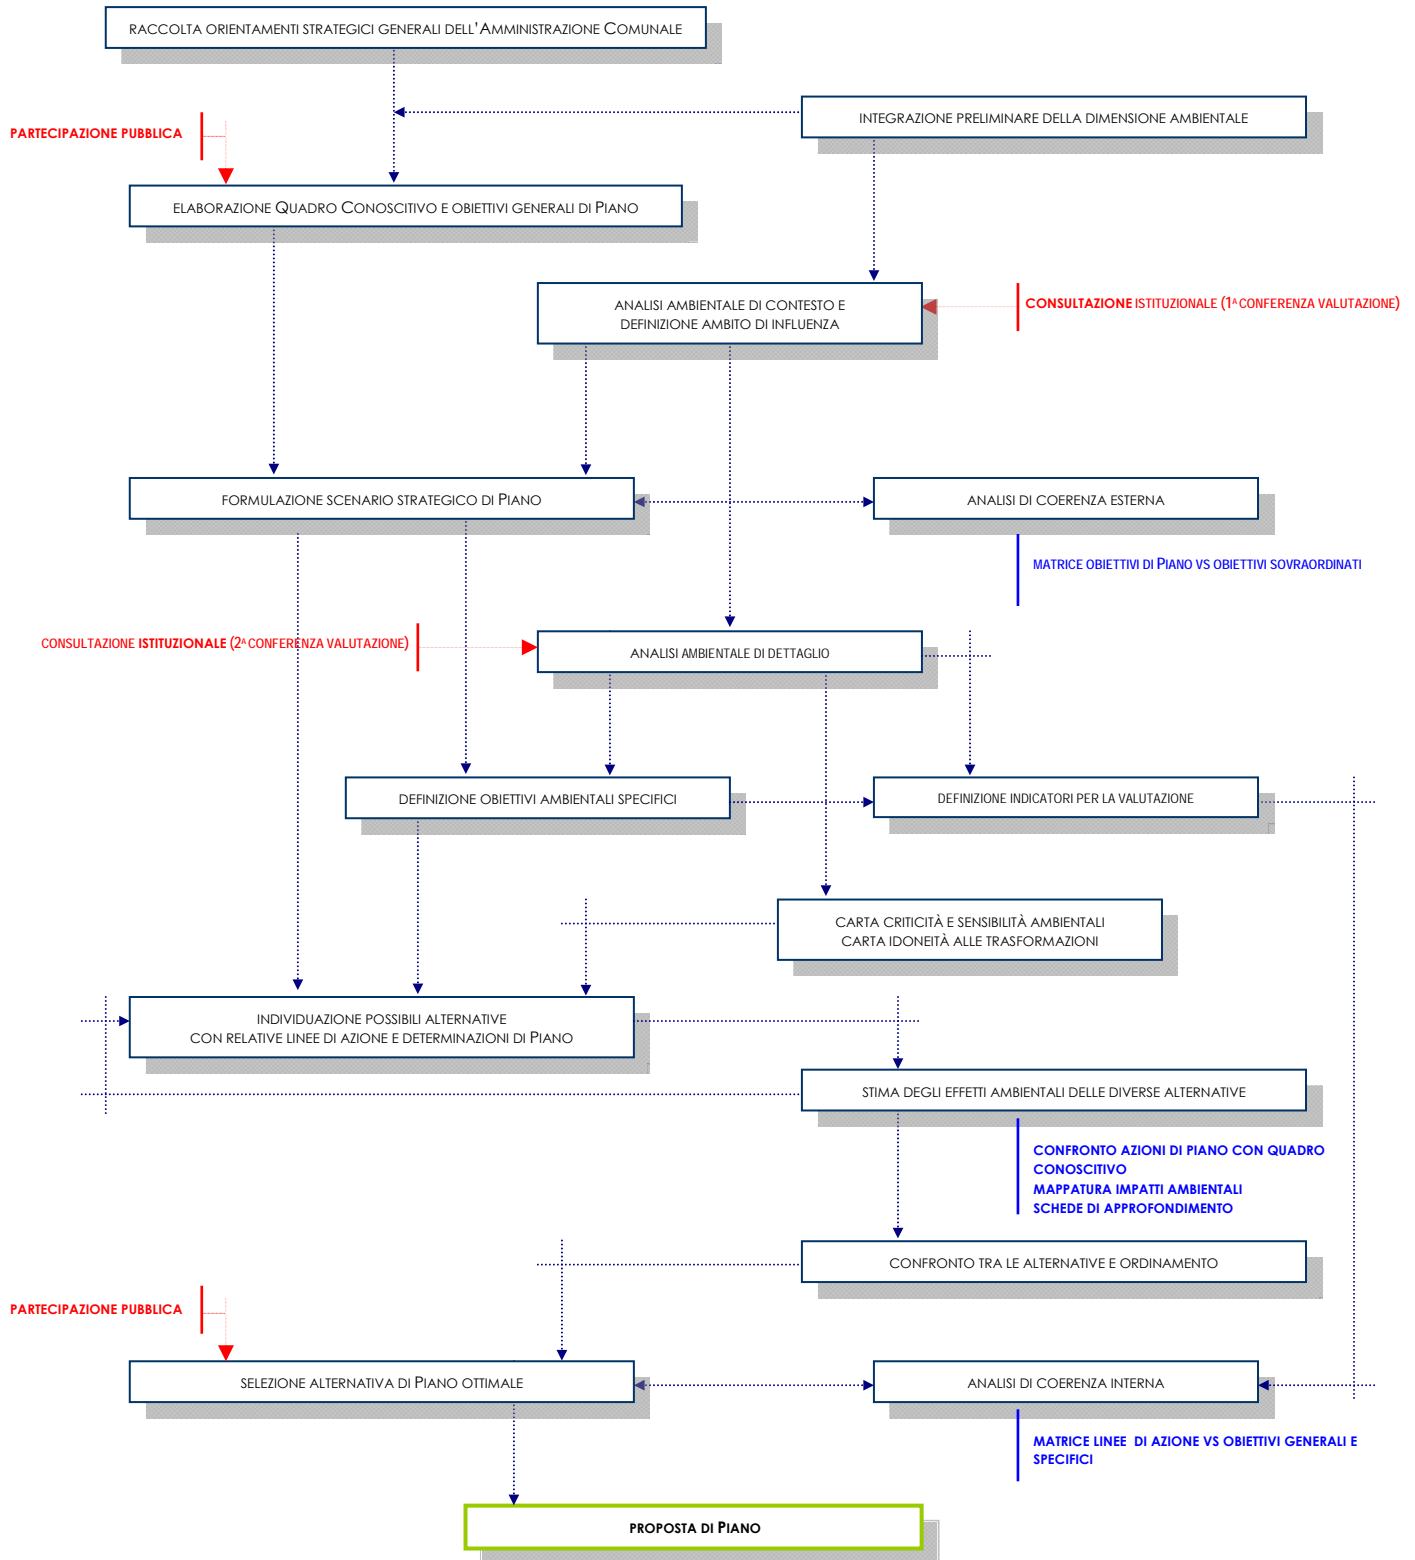 RACCOLTA ORIENTAMENTI STRATEGICI GENERALI DELL'AMMINISTRAZIONE COMUNALE
INTEGRAZIONE PRELIMINARE DELLA DIMENSIONE AMBIENTALE
PARTECIPAZIONE PUBBLICA
ELABORAZIONE QUADRO CONOSCITIVO E OBIETTIVI GENERALI DI PIANO
ANALISI AMBIENTALE DI CONTESTO E
DEFINIZIONE AMBITO DI INFLUENZA
CONSULTAZIONE ISTITUZIONALE (1ᴬ CONFERENZA VALUTAZIONE)
FORMULAZIONE SCENARIO STRATEGICO DI PIANO
ANALISI DI COERENZA ESTERNA
MATRICE OBIETTIVI DI PIANO VS OBIETTIVI SOVRAORDINATI
CONSULTAZIONE ISTITUZIONALE (2ᴬ CONFERENZA VALUTAZIONE)
ANALISI AMBIENTALE DI DETTAGLIO
DEFINIZIONE OBIETTIVI AMBIENTALI SPECIFICI
DEFINIZIONE INDICATORI PER LA VALUTAZIONE
CARTA CRITICITÀ E SENSIBILITÀ AMBIENTALI
CARTA IDONEITÀ ALLE TRASFORMAZIONI
INDIVIDUAZIONE POSSIBILI ALTERNATIVE
CON RELATIVE LINEE DI AZIONE E DETERMINAZIONI DI PIANO
STIMA DEGLI EFFETTI AMBIENTALI DELLE DIVERSE ALTERNATIVE
CONFRONTO AZIONI DI PIANO CON QUADRO
CONOSCITIVO
MAPPATURA IMPATTI AMBIENTALI
SCHEDE DI APPROFONDIMENTO
CONFRONTO TRA LE ALTERNATIVE E ORDINAMENTO
PARTECIPAZIONE PUBBLICA
SELEZIONE ALTERNATIVA DI PIANO OTTIMALE
ANALISI DI COERENZA INTERNA
MATRICE LINEE DI AZIONE VS OBIETTIVI GENERALI E
SPECIFICI
PROPOSTA DI PIANO